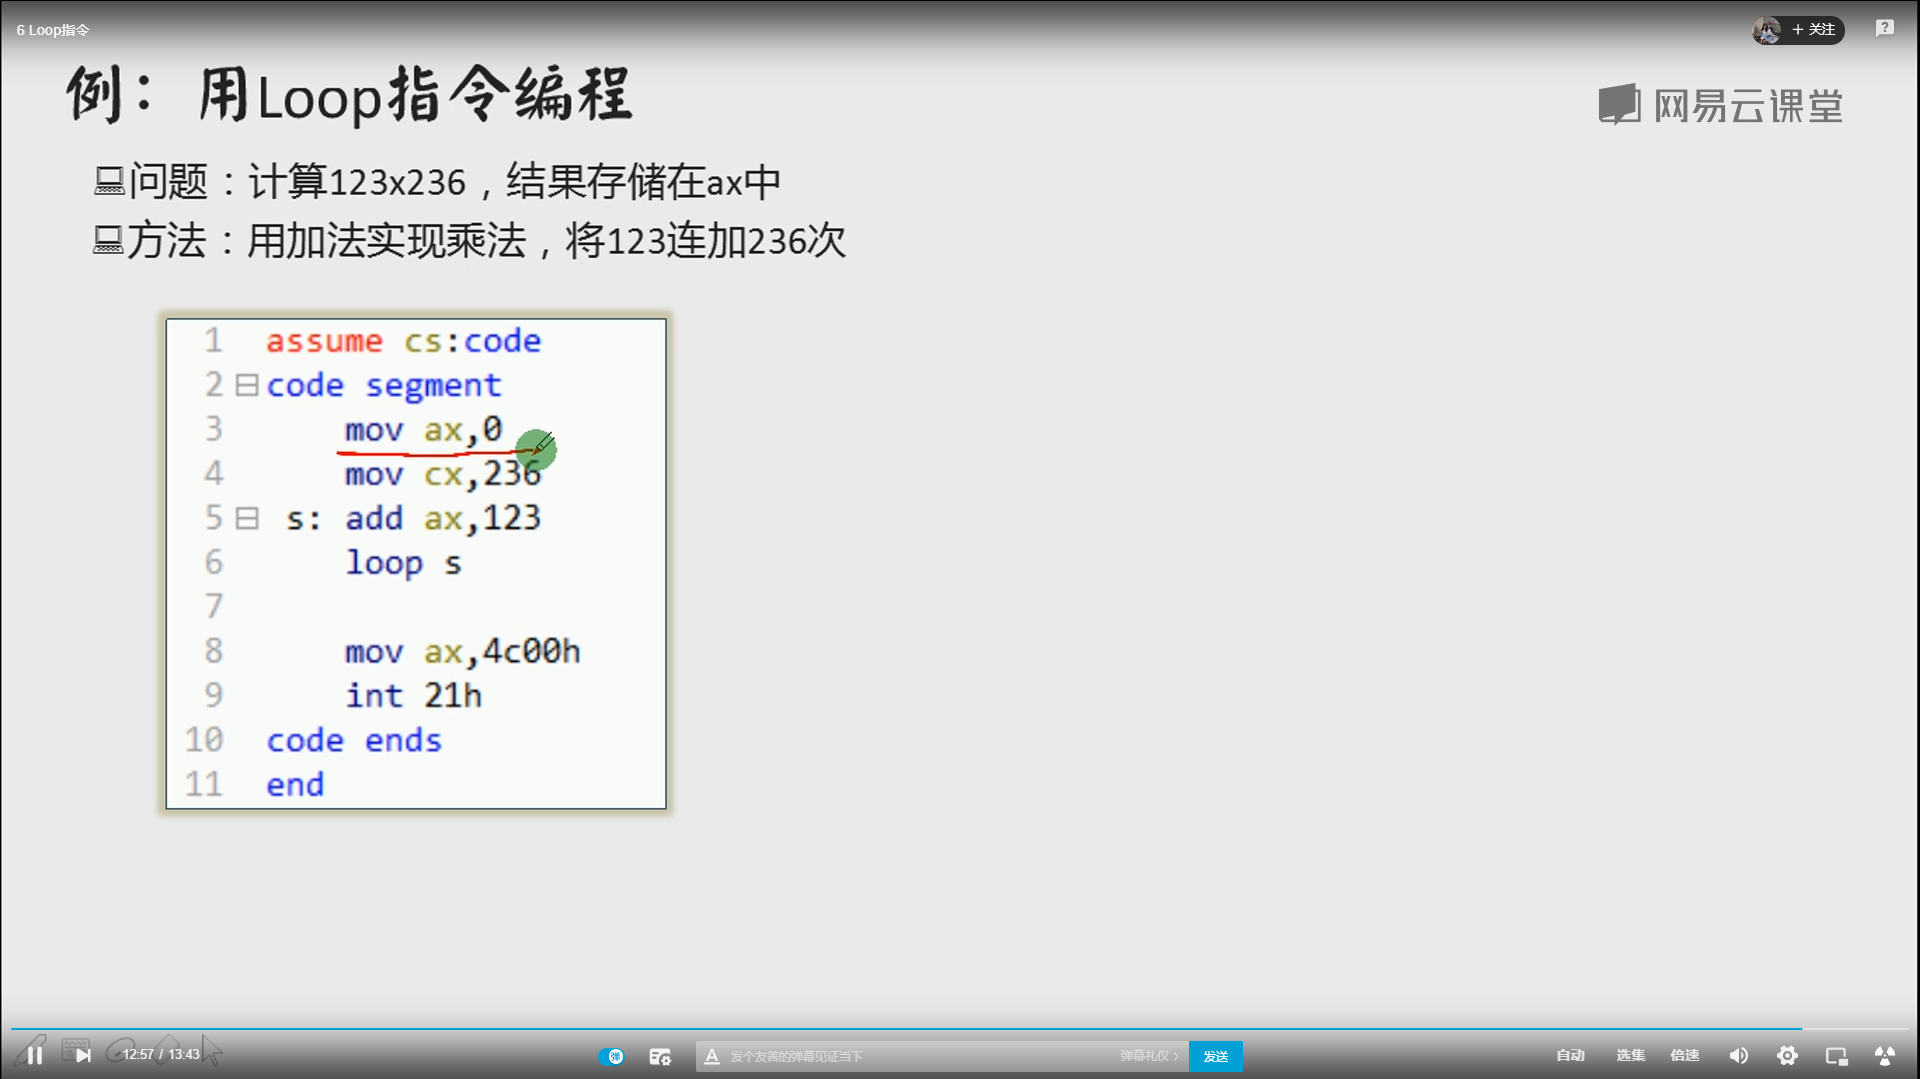 6 Loop指令
+ 关注
例：用Loop指令编程
网易云课堂
问题：计算123x236，结果存储在ax中
方法：用加法实现乘法，将123连加236次
1 assume cs:code
2 code segment
3 mov ax,0
4 mov cx,236
5 s: add ax,123
6 loop s
7
8 mov ax,4c00h
9 int 21h
10 code ends
11 end
12:57 / 13:43
弹
A 发个友善的弹幕见证当下 弹幕礼仪 > 发送
自动 选集 倍速